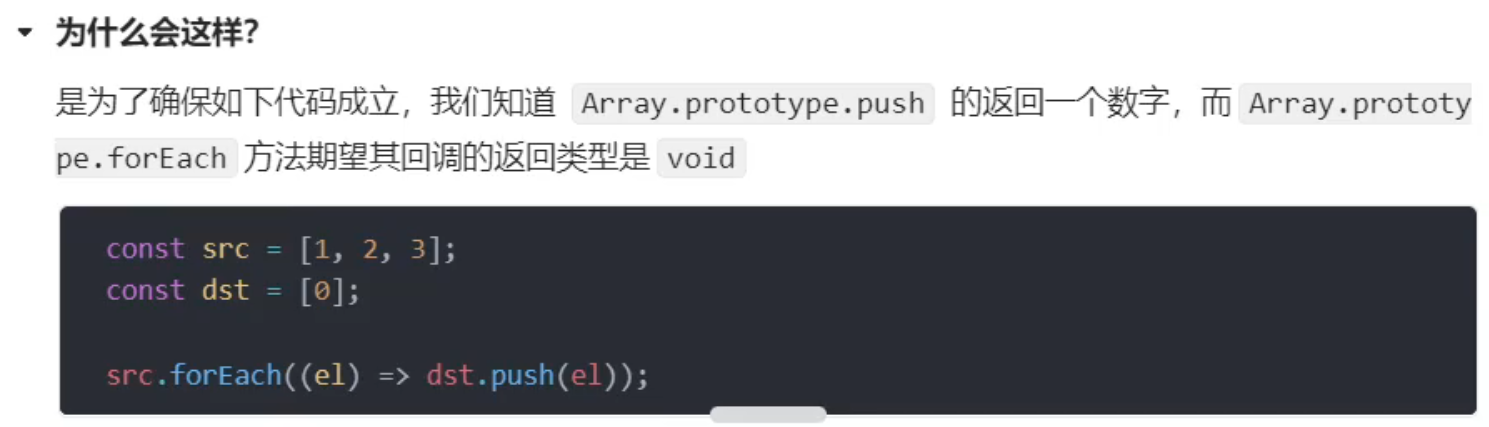 为什么会这样？
是为了确保如下代码成立，我们知道 Array.prototype.push 的返回一个数字，而 Array.prototy
pe.forEach 方法期望其回调的返回类型是 void
const src = [1, 2, 3];
const dst = [0];
src.forEach((el) => dst.push(el));